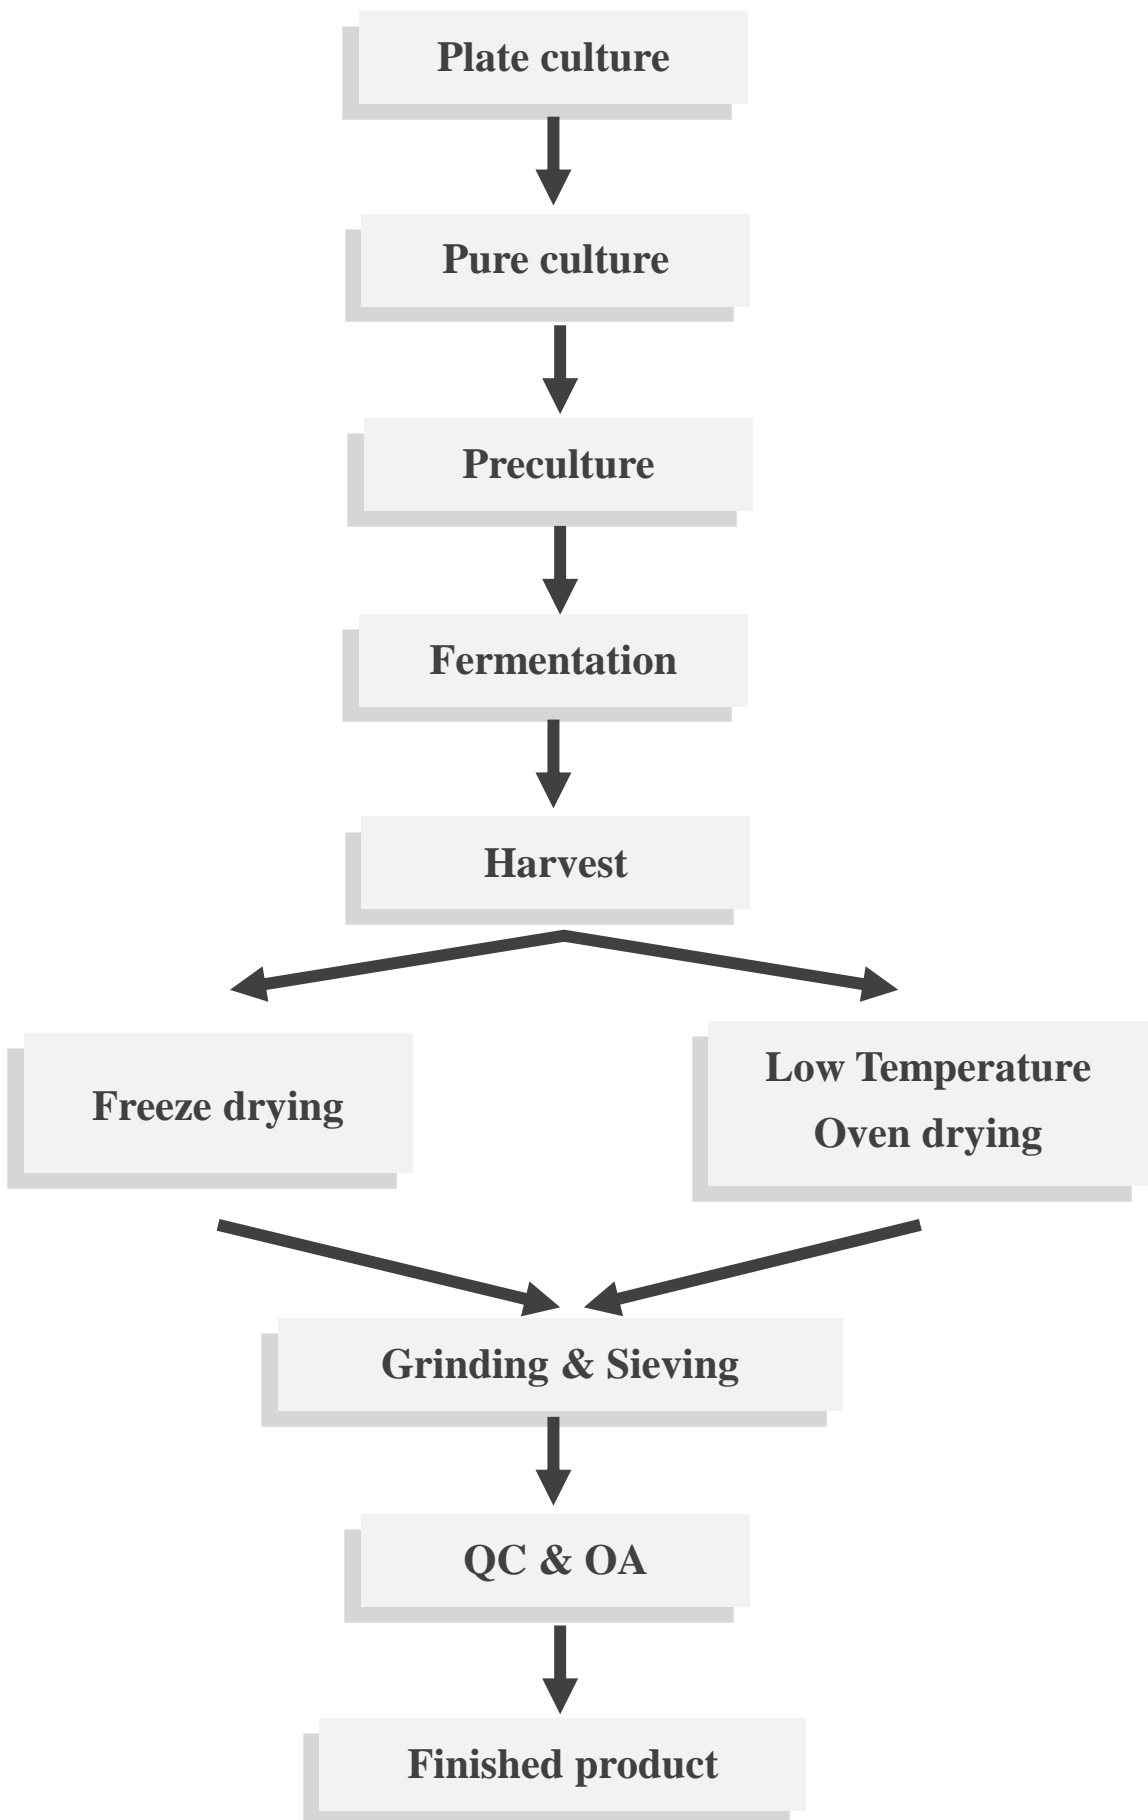 Plate culture
Pure culture
Preculture
Fermentation
Harvest
Freeze drying
Low Temperature
Oven drying
Grinding & Sieving
QC & OA
Finished product